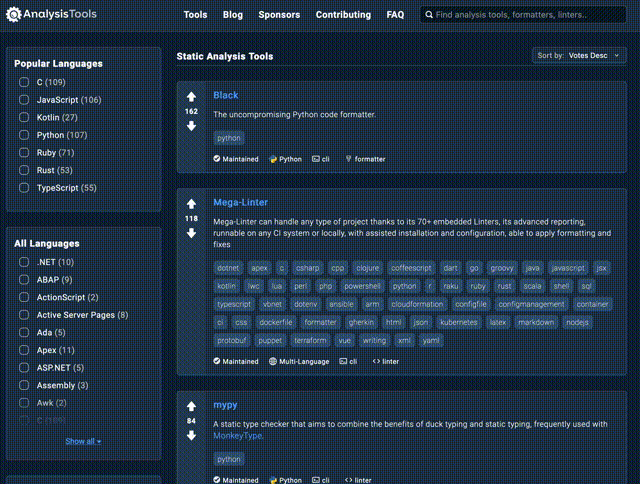 AnalysisTools
Tools Blog Sponsors Contributing FAQ
Find analysis tools, formatters, linters..
Popular Languages
C (109)
JavaScript (106)
Kotlin (27)
Python (107)
Ruby (71)
Rust (53)
TypeScript (55)
All Languages
.NET (10)
ABAP (9)
ActionScript (2)
Active Server Pages (8)
Ada (5)
Apex (11)
ASP.NET (5)
Assembly (3)
Awk (2)
C (109)
Show all
Static Analysis Tools
Sort by: Votes Desc
162
Black
The uncompromising Python code formatter.
python
Maintained Python cli formatter
118
Mega-Linter
Mega-Linter can handle any type of project thanks to its 70+ embedded Linters, its advanced reporting,
runnable on any CI system or locally, with assisted installation and configuration, able to apply formatting and
fixes
dotnet apex c csharp cpp clojure coffeescript dart go groovy java javascript jsx
kotlin lwc lua perl php powershell python r raku ruby rust scala shell sql
typescript vbnet dotenv ansible arm cloudformation configfile configmanagement container
ci css dockerfile formatter gherkin html json kubernetes latex markdown nodejs
protobuf puppet terraform vue writing xml yaml
Maintained Multi-Language cli linter
84
mypy
A static type checker that aims to combine the benefits of duck typing and static typing, frequently used with
MonkeyType.
python
Maintained Python cli linter